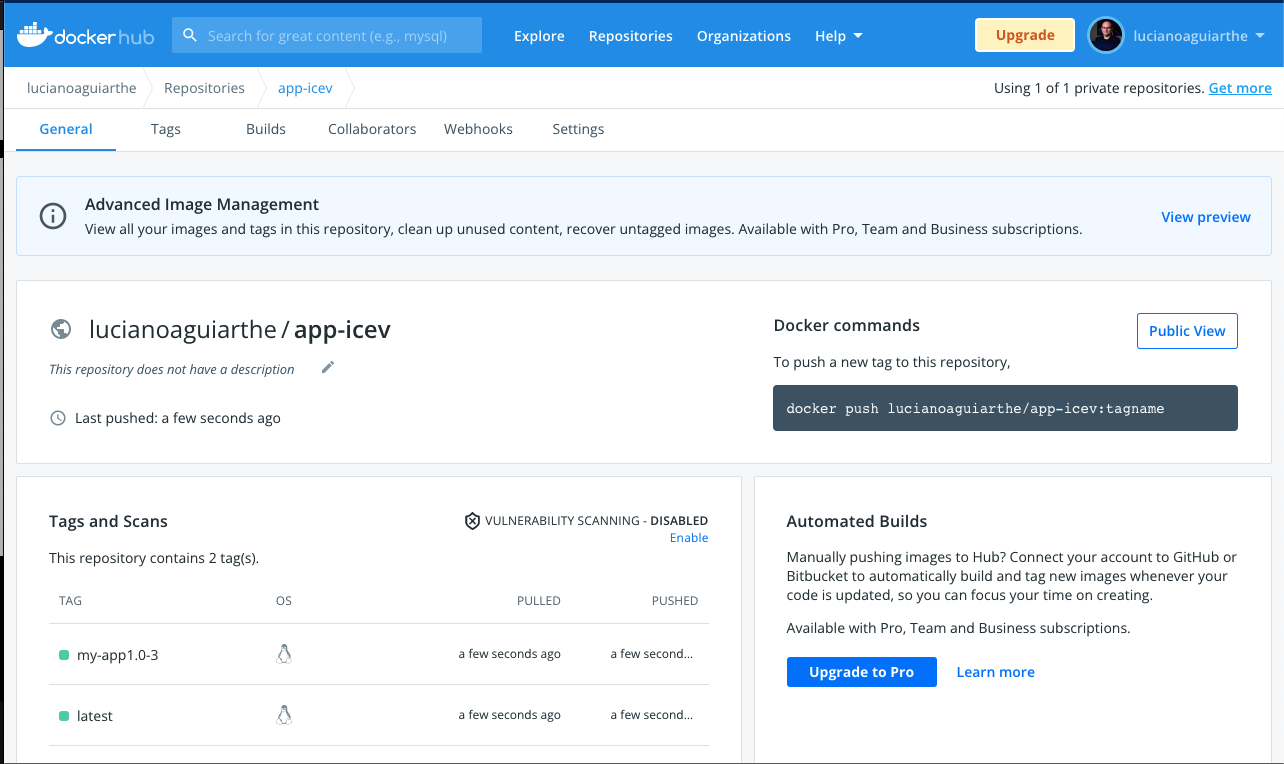 dockerhub Search for great content (e.g., mysql) Explore Repositories Organizations Help Upgrade lucianoaguiarthe
lucianoaguiarthe Repositories app-icev Using 1 of 1 private repositories. Get more
General Tags Builds Collaborators Webhooks Settings
Advanced Image Management
View all your images and tags in this repository, clean up unused content, recover untagged images. Available with Pro, Team and Business subscriptions.
View preview
lucianoaguiarthe / app-icev
This repository does not have a description
Last pushed: a few seconds ago
Docker commands
Public View
To push a new tag to this repository,
docker push lucianoaguiarthe/app-icev:tagname
Tags and Scans
VULNERABILITY SCANNING - DISABLED
Enable
This repository contains 2 tag(s).
TAG OS PULLED PUSHED
my-app1.0-3 a few seconds ago a few second...
latest a few seconds ago a few second...
Automated Builds
Manually pushing images to Hub? Connect your account to GitHub or
Bitbucket to automatically build and tag new images whenever your
code is updated, so you can focus your time on creating.
Available with Pro, Team and Business subscriptions.
Upgrade to Pro Learn more